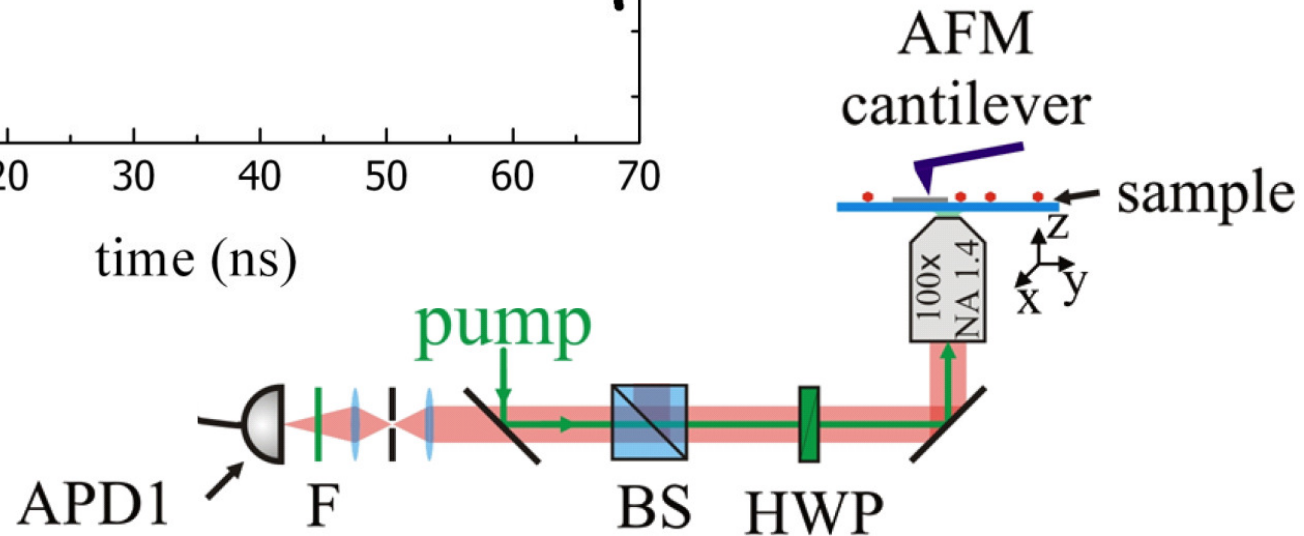 AFM
cantilever
sample
20 30 40 50 60 70
time (ns)
z
x y
100x
NA 1.4
pump
APD1 F BS HWP